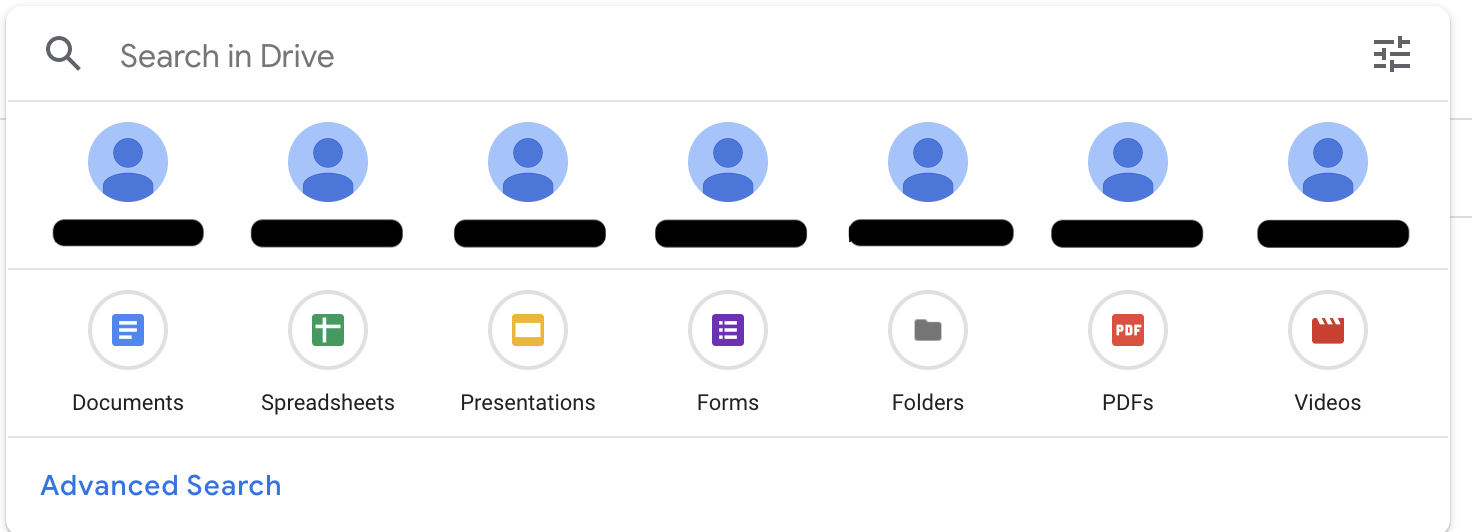 Search in Drive
Documents Spreadsheets Presentations Forms Folders PDFs Videos
PDF
Advanced Search